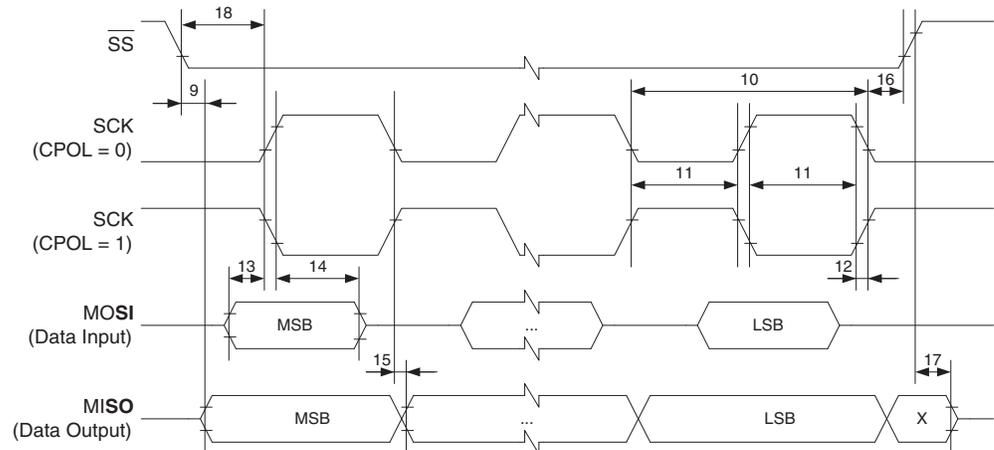 18
SS
9
10
16
SCK
(CPOL = 0)
11
11
SCK
(CPOL = 1)
13
14
12
MOSI
(Data Input)
MSB
...
LSB
15
17
MISO
(Data Output)
MSB
...
LSB
X